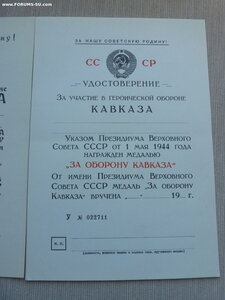 © www.FORUMS-SU.com
ЗА НАШУ СОВЕТСКУЮ РОДИНУ!
СС СР
УДОСТОВЕРЕНИЕ
ЗА УЧАСТИЕ В ГЕРОИЧЕСКОЙ ОБОРОНЕ
КАВКАЗА
УКАЗОМ ПРЕЗИДИУМА ВЕРХОВНОГО
СОВЕТА СССР ОТ 1 МАЯ 1944 ГОДА
НАГРАЖДЕН МЕДАЛЬЮ
„ЗА ОБОРОНУ КАВКАЗА“
ОТ ИМЕНИ ПРЕЗИДИУМА ВЕРХОВНОГО
СОВЕТА СССР МЕДАЛЬ „ЗА ОБОРОНУ
КАВКАЗА“ ВРУЧЕНА „ - “ 19 г.
У № 022711
М. П.